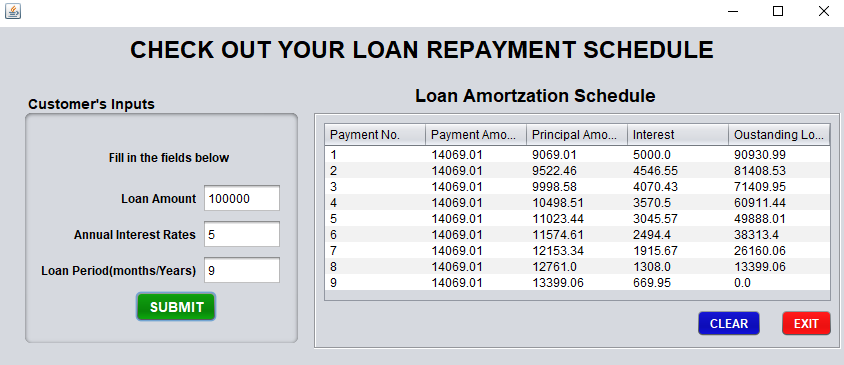 CHECK OUT YOUR LOAN REPAYMENT SCHEDULE
Customer's Inputs
Fill in the fields below
Loan Amount 100000
Annual Interest Rates 5
Loan Period(months/Years) 9
SUBMIT
Loan Amortzation Schedule
Payment No. Payment Amo... Principal Amo... Interest Oustanding Lo...
1 14069.01 9069.01 5000.0 90930.99
2 14069.01 9522.46 4546.55 81408.53
3 14069.01 9998.58 4070.43 71409.95
4 14069.01 10498.51 3570.5 60911.44
5 14069.01 11023.44 3045.57 49888.01
6 14069.01 11574.61 2494.4 38313.4
7 14069.01 12153.34 1915.67 26160.06
8 14069.01 12761.0 1308.0 13399.06
9 14069.01 13399.06 669.95 0.0
CLEAR EXIT